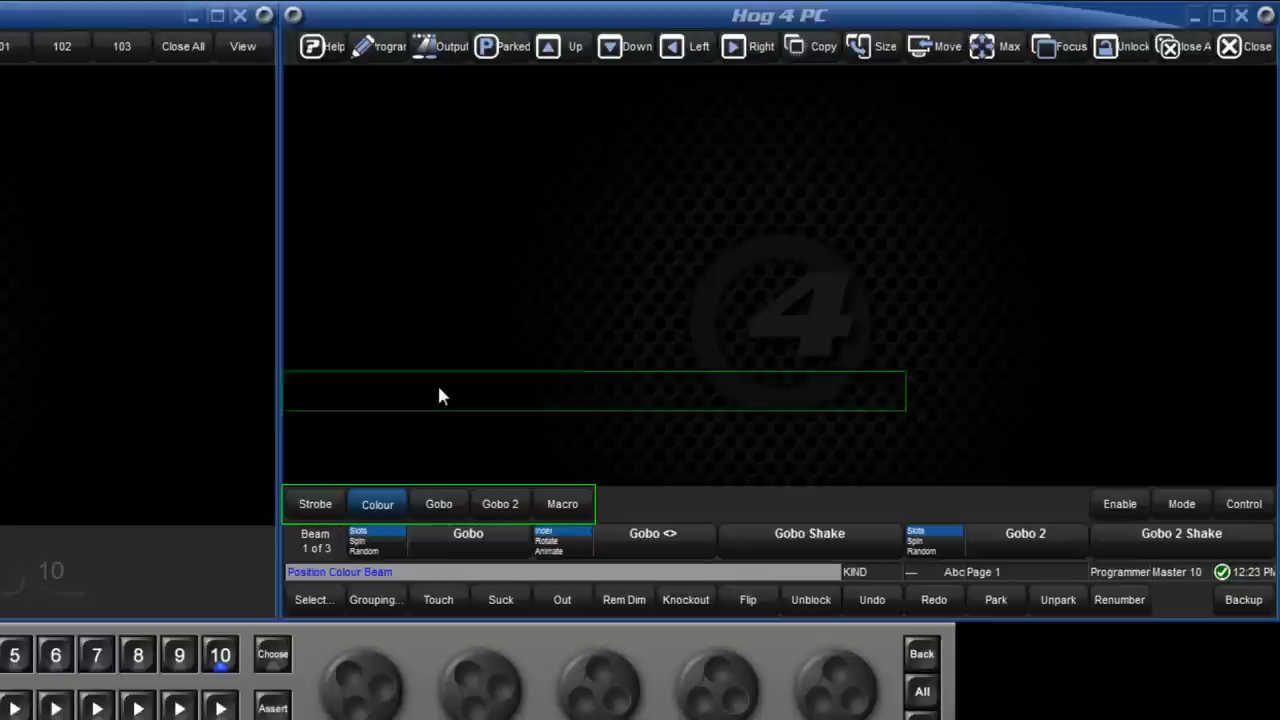 Hog 4 PC
01 102 103 Close All View
Help Progran Output Parked Up Down Left Right Copy Size Move Max Focus Unlock lose A Close
4
10
Strobe Colour Gobo Gobo 2 Macro Enable Mode Control
Beam 1 of 3
Slots Spin Random
Gobo
Index Rotate Animate
Gobo <>
Gobo Shake
Slots Spin Random
Gobo 2
Gobo 2 Shake
Position Colour Beam KIND — Abc Page 1 Programmer Master 10 12:23 PM
Select... Grouping... Touch Suck Out Rem Dim Knockout Flip Unblock Undo Redo Park Unpark Renumber Backup
5 6 7 8 9 10 Choose Back
All
Assert